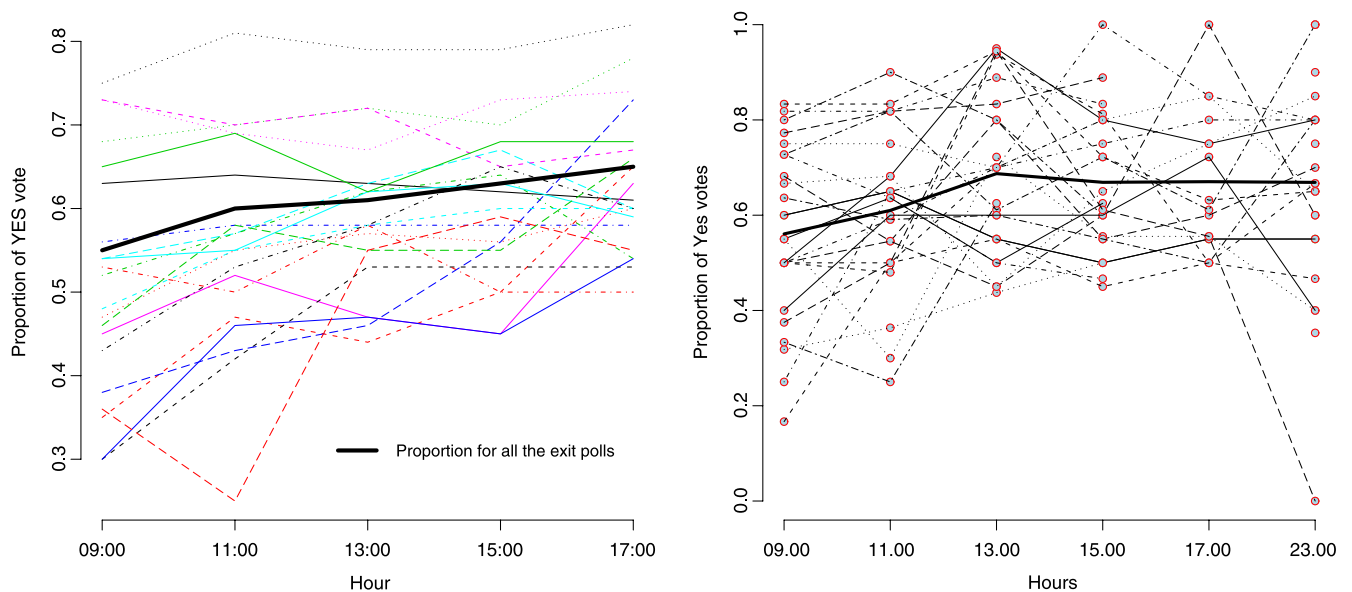 Proportion of YES vote
0.8
0.7
0.6
0.5
0.4
0.3
Proportion for all the exit polls
09:00 11:00 13:00 15:00 17:00
Hour
Proportion of Yes votes
1.0
0.8
0.6
0.4
0.2
0.0
09.00 11.00 13.00 15.00 17.00 23.00
Hours